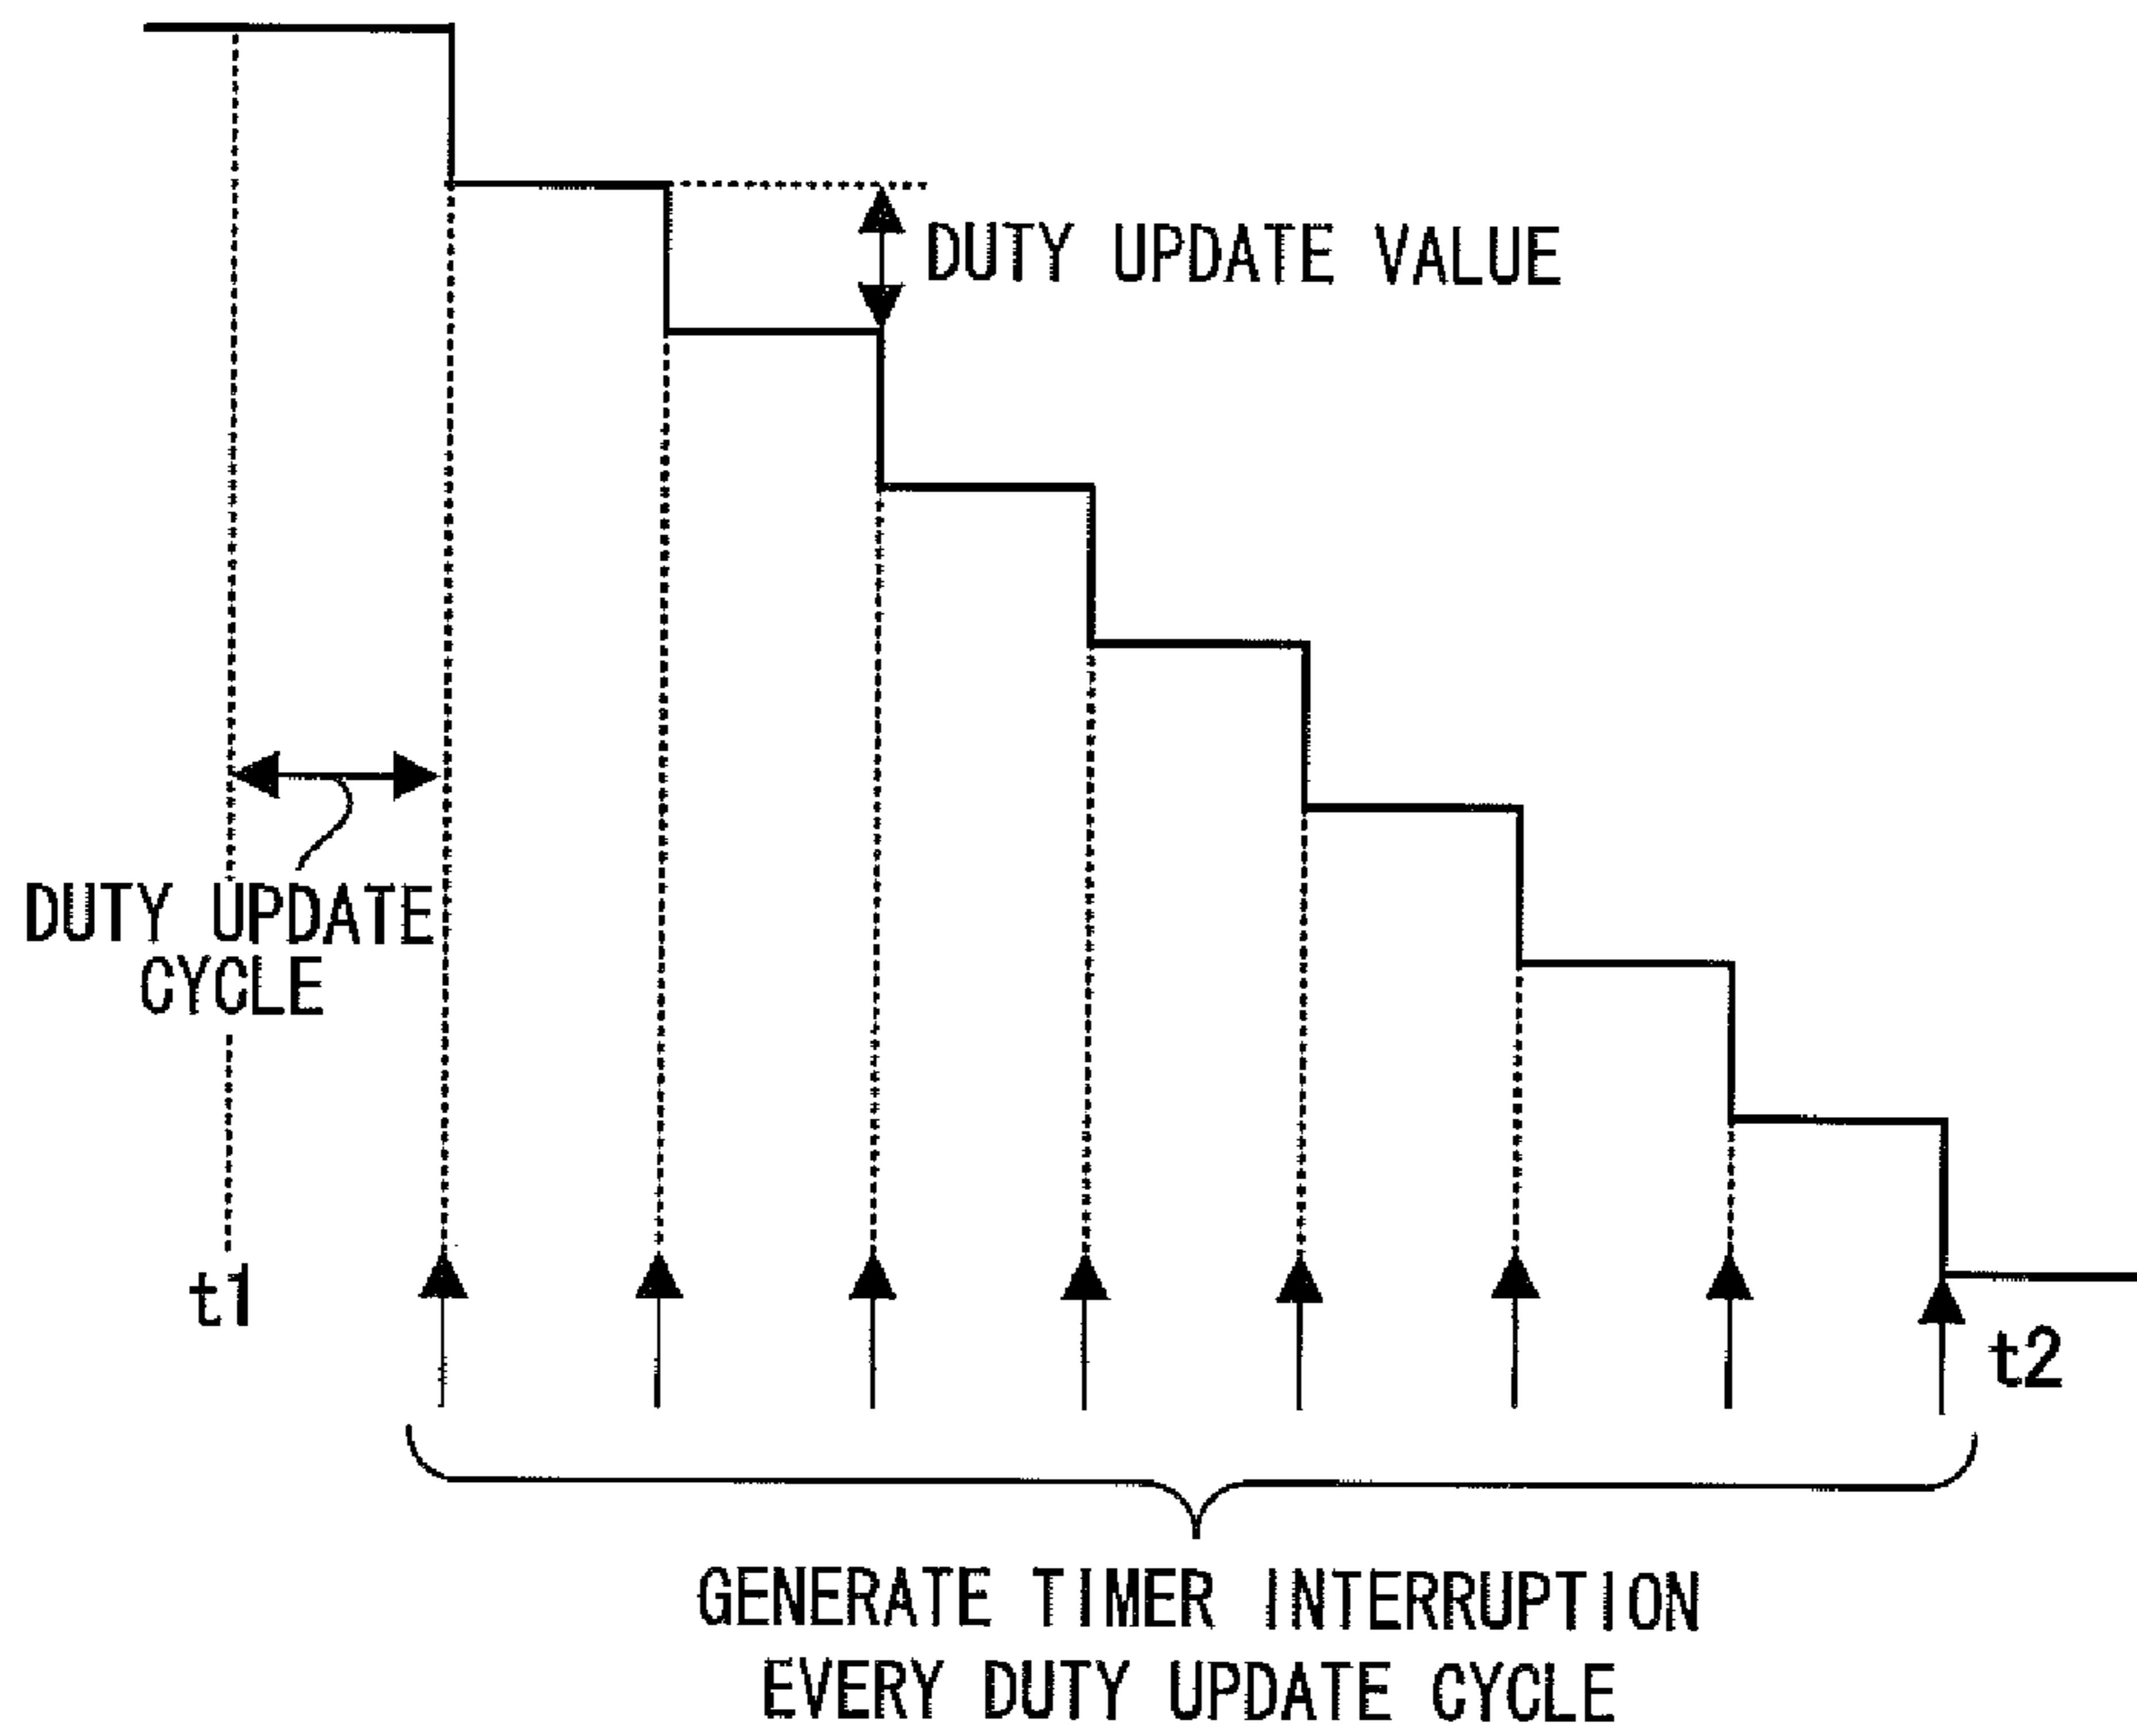 DUTY UPDATE VALUE
DUTY UPDATE
CYCLE
t1
t2
GENERATE TIMER INTERRUPTION
EVERY DUTY UPDATE CYCLE